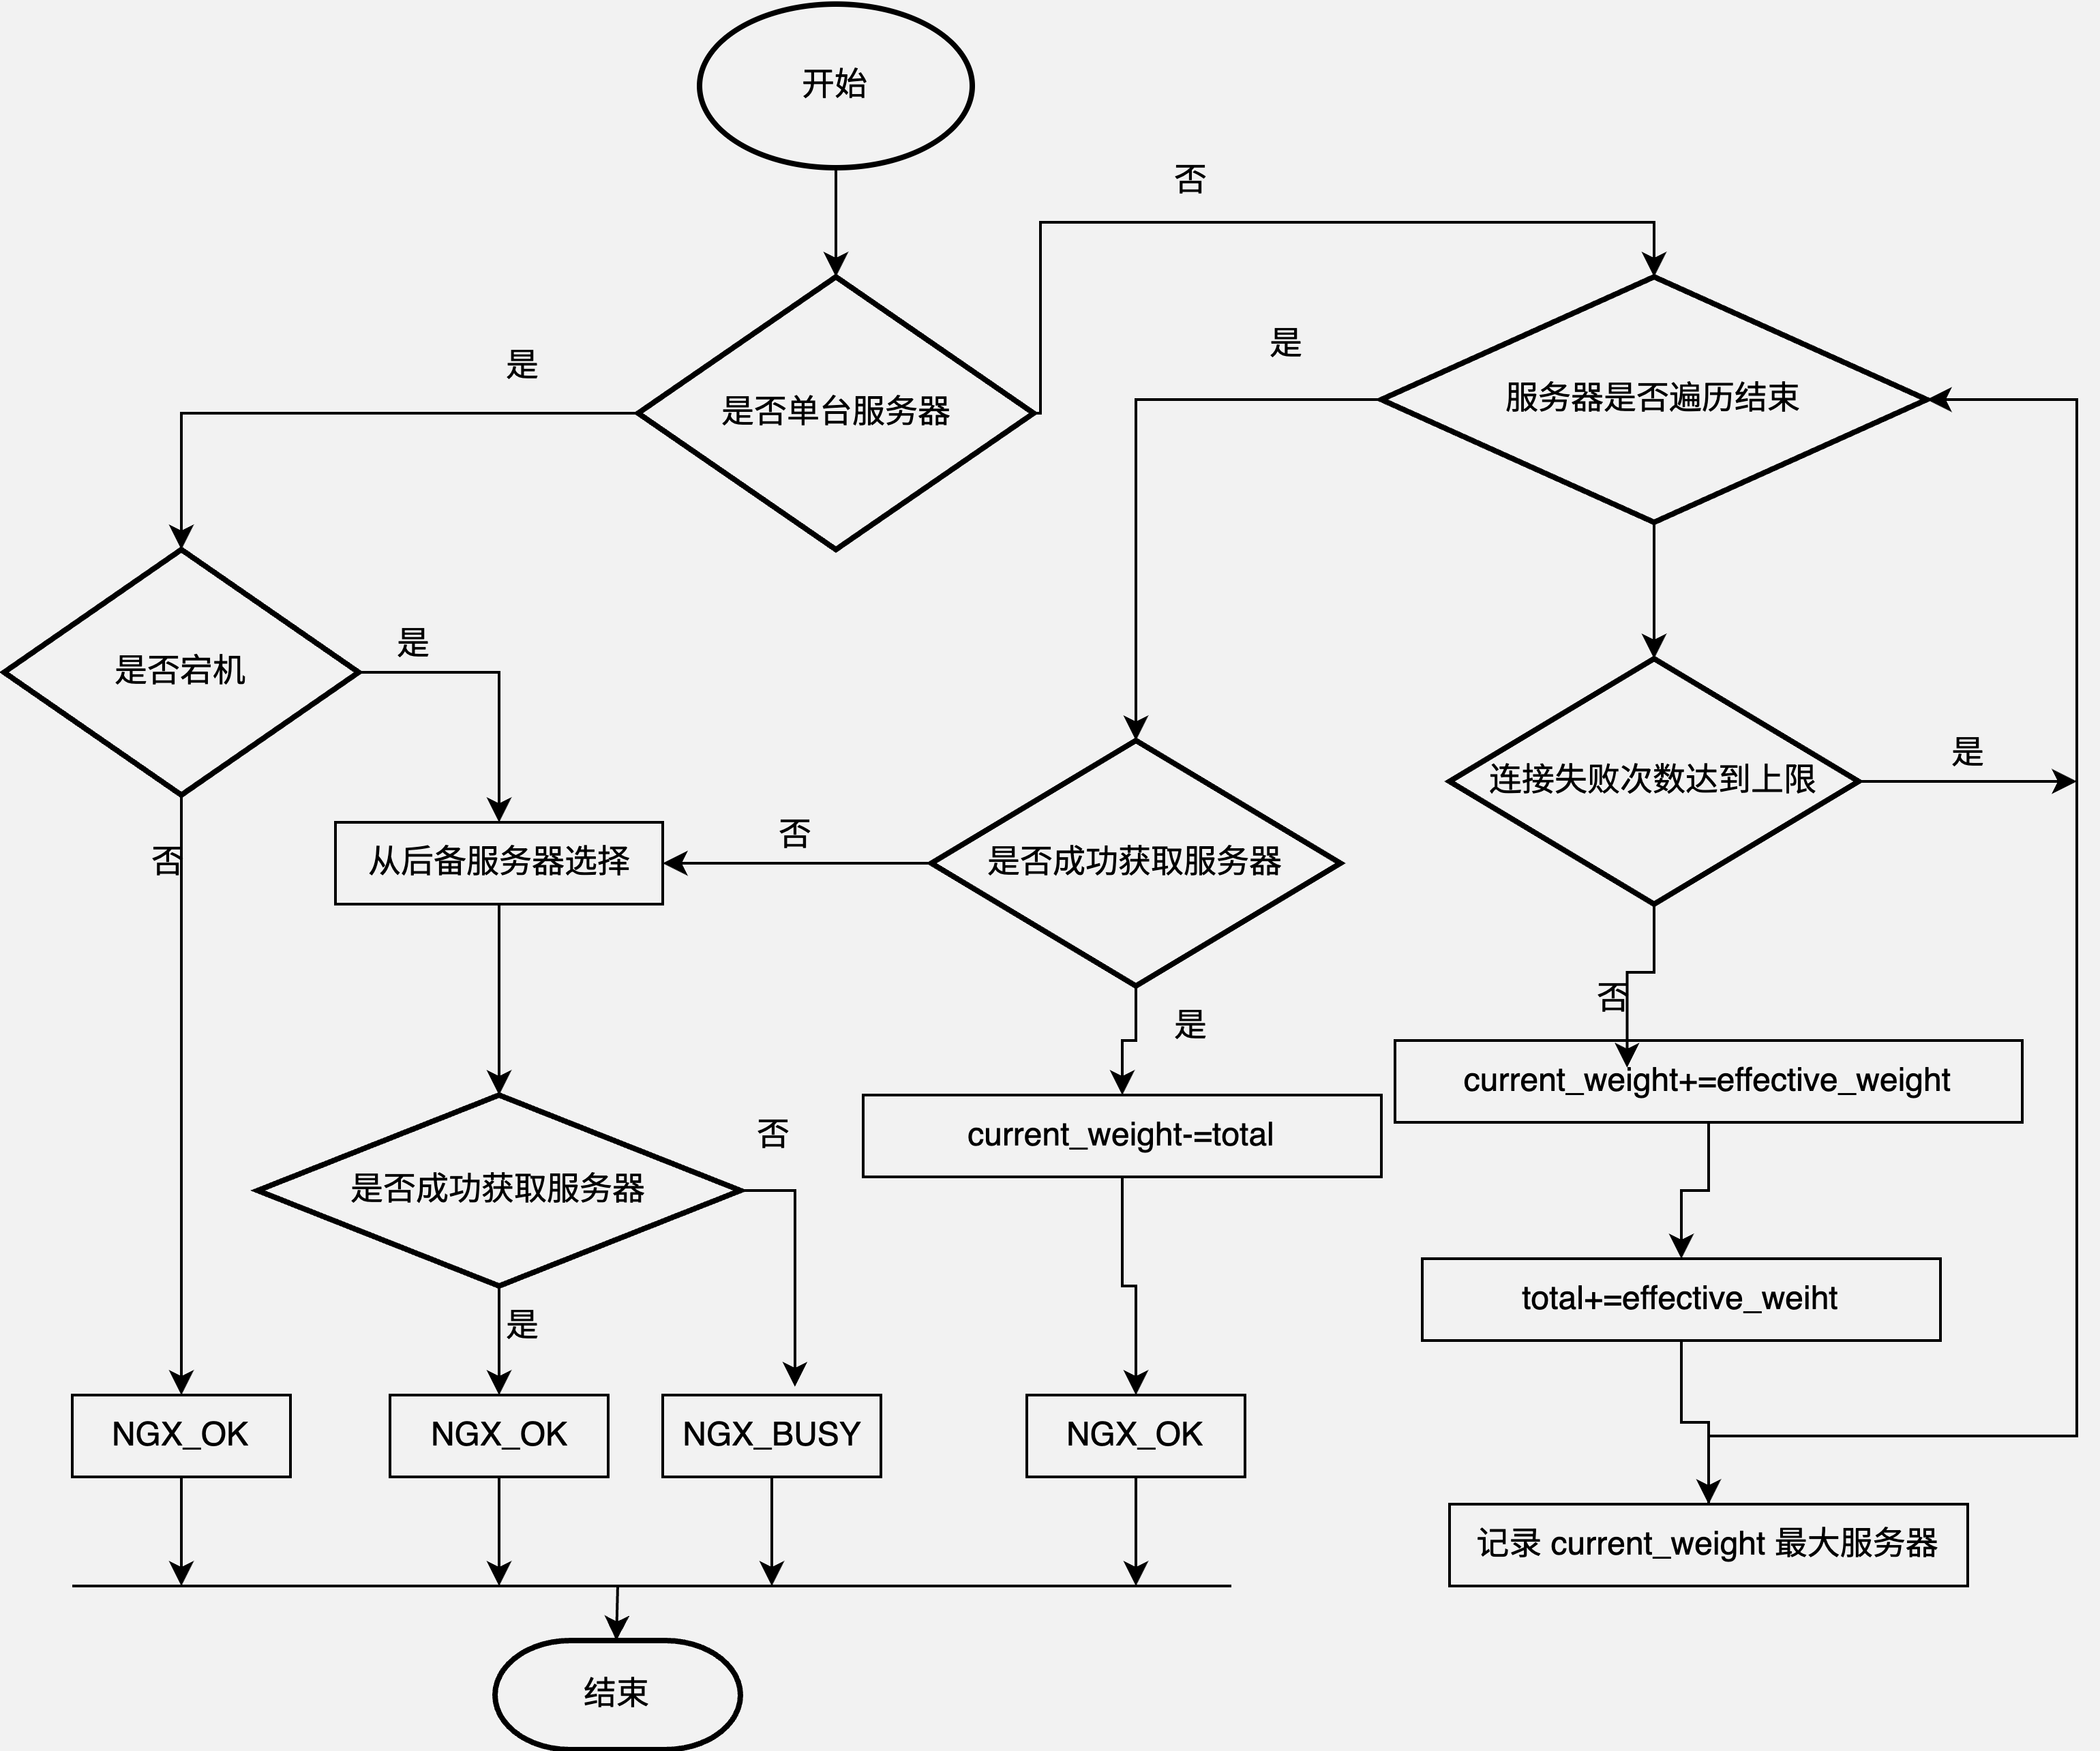 开始
否
是
是
是否单台服务器
服务器是否遍历结束
是
是否宕机
是
连接失败次数达到上限
否
否
从后备服务器选择
是否成功获取服务器
否
是
current_weight+=effective_weight
否
current_weight-=total
是否成功获取服务器
total+=effective_weiht
是
NGX_OK
NGX_OK
NGX_BUSY
NGX_OK
记录 current_weight 最大服务器
结束